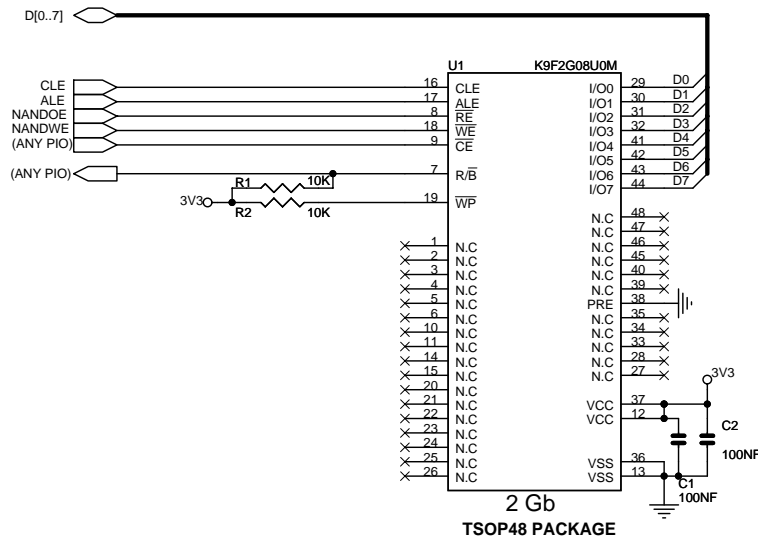 D[0..7]
U1 K9F2G08U0M
CLE 16 CLE I/O0 29 D0
ALE 17 ALE I/O1 30 D1
NANDOE 8 RE I/O2 31 D2
NANDWE 18 WE I/O3 32 D3
(ANY PIO) 9 CE I/O4 41 D4
I/O5 42 D5
(ANY PIO) 7 R/B I/O6 43 D6
I/O7 44 D7
R1 10K
3V3 R2 10K 19 WP
N.C 48
N.C 47
1 N.C N.C 46
2 N.C N.C 45
3 N.C N.C 40
4 N.C N.C 39
5 N.C PRE 38
6 N.C N.C 35
10 N.C N.C 34
11 N.C N.C 33
14 N.C N.C 28
15 N.C N.C 27
20 N.C 3V3
21 N.C VCC 37
22 N.C VCC 12
23 N.C C2
24 N.C
25 N.C VSS 36 100NF
26 N.C VSS 13 C1
100NF
2 Gb
TSOP48 PACKAGE